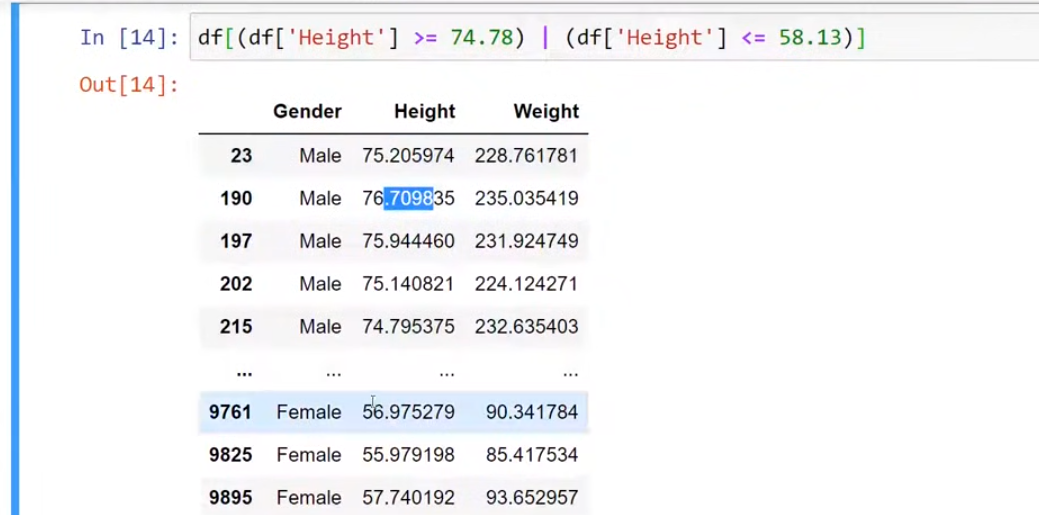 In [14]: df[(df['Height'] >= 74.78) | (df['Height'] <= 58.13)]
Out[14]:
Gender Height Weight
23 Male 75.205974 228.761781
190 Male 76.709835 235.035419
197 Male 75.944460 231.924749
202 Male 75.140821 224.124271
215 Male 74.795375 232.635403
... ... ... ...
9761 Female 56.975279 90.341784
9825 Female 55.979198 85.417534
9895 Female 57.740192 93.652957